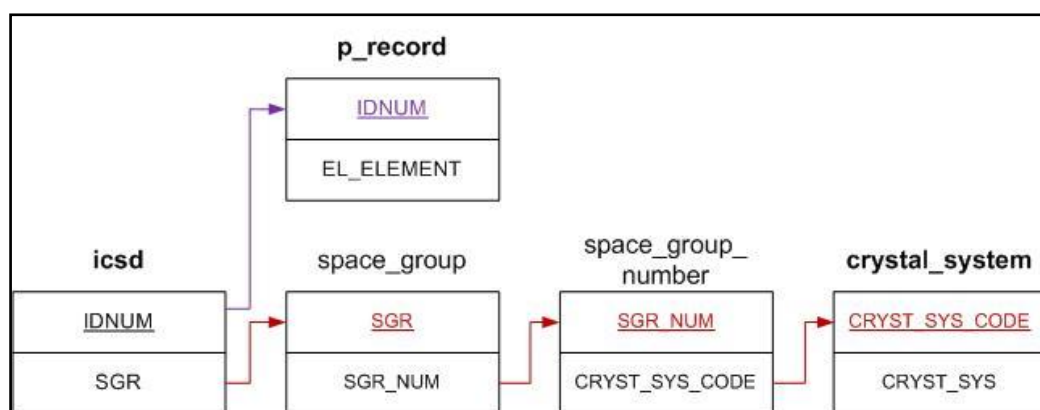 p_record
IDNUM
EL_ELEMENT
icsd
space_group
space_group_
number
crystal_system
IDNUM
SGR
SGR_NUM
CRYST_SYS_CODE
SGR
SGR_NUM
CRYST_SYS_CODE
CRYST_SYS